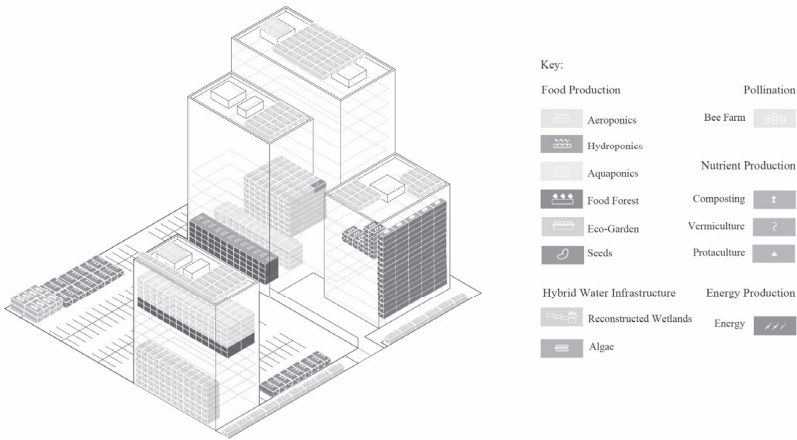 Key:
Food Production
Aeroponics
Hydroponics
Aquaponics
Food Forest
Eco-Garden
Seeds
Hybrid Water Infrastructure
Reconstructed Wetlands
Algae
Pollination
Bee Farm
Nutrient Production
Composting
Vermiculture
Protaculture
Energy Production
Energy